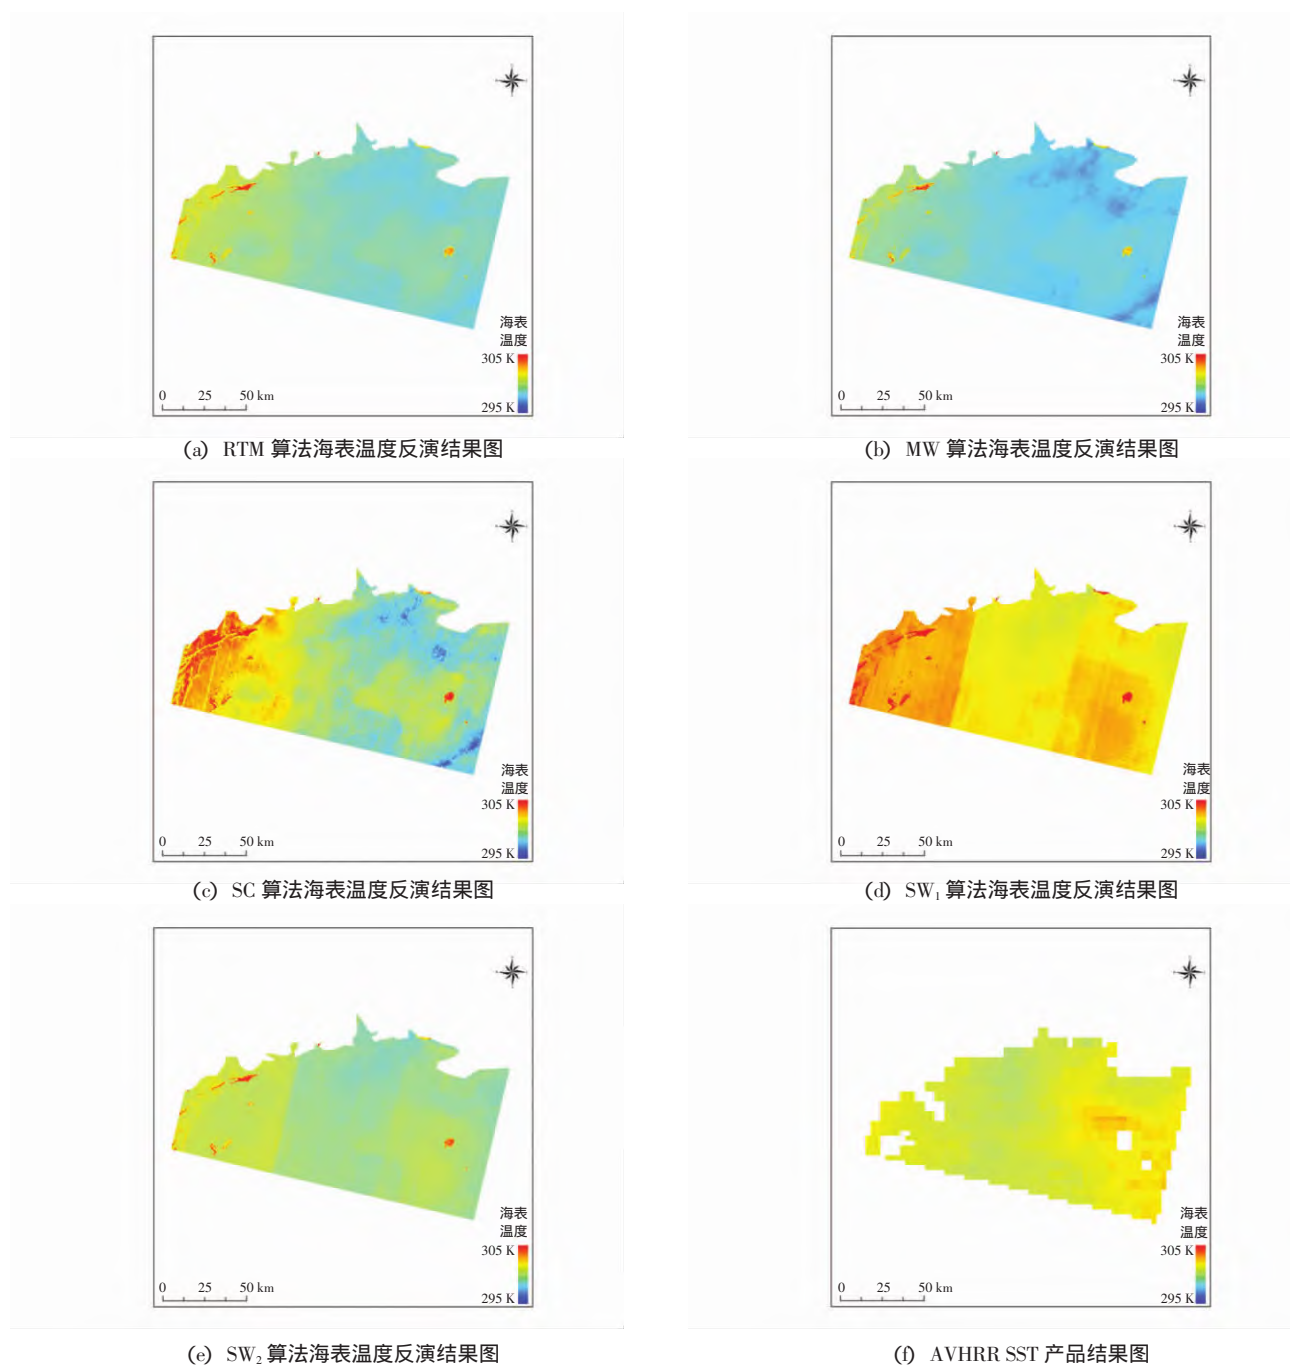 海表
温度
305 K
295 K
0 25 50 km
(a) RTM 算法海表温度反演结果图
海表
温度
305 K
295 K
0 25 50 km
(b) MW 算法海表温度反演结果图
海表
温度
305 K
295 K
0 25 50 km
(c) SC 算法海表温度反演结果图
海表
温度
305 K
295 K
0 25 50 km
(d) SW₁ 算法海表温度反演结果图
海表
温度
305 K
295 K
0 25 50 km
(e) SW₂ 算法海表温度反演结果图
海表
温度
305 K
295 K
0 25 50 km
(f) AVHRR SST 产品结果图